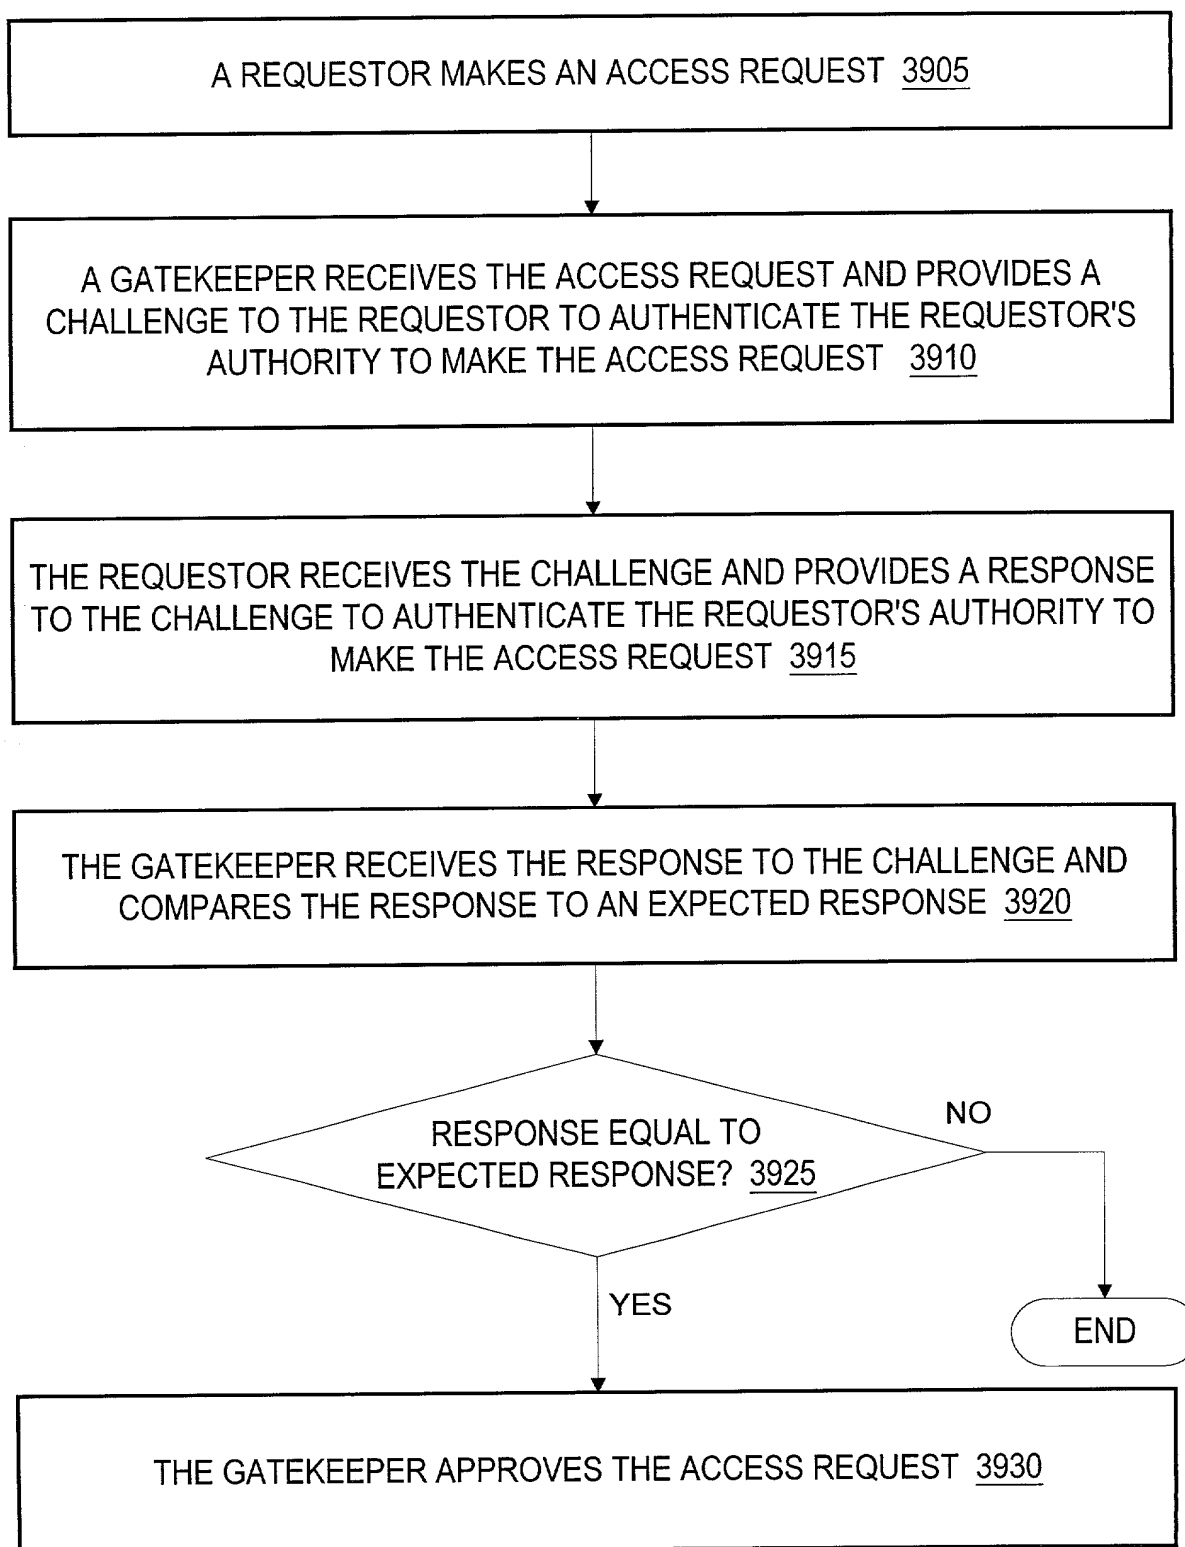 A REQUESTOR MAKES AN ACCESS REQUEST 3905
A GATEKEEPER RECEIVES THE ACCESS REQUEST AND PROVIDES A
CHALLENGE TO THE REQUESTOR TO AUTHENTICATE THE REQUESTOR'S
AUTHORITY TO MAKE THE ACCESS REQUEST 3910
THE REQUESTOR RECEIVES THE CHALLENGE AND PROVIDES A RESPONSE
TO THE CHALLENGE TO AUTHENTICATE THE REQUESTOR'S AUTHORITY TO
MAKE THE ACCESS REQUEST 3915
THE GATEKEEPER RECEIVES THE RESPONSE TO THE CHALLENGE AND
COMPARES THE RESPONSE TO AN EXPECTED RESPONSE 3920
RESPONSE EQUAL TO
EXPECTED RESPONSE? 3925
NO
YES
END
THE GATEKEEPER APPROVES THE ACCESS REQUEST 3930